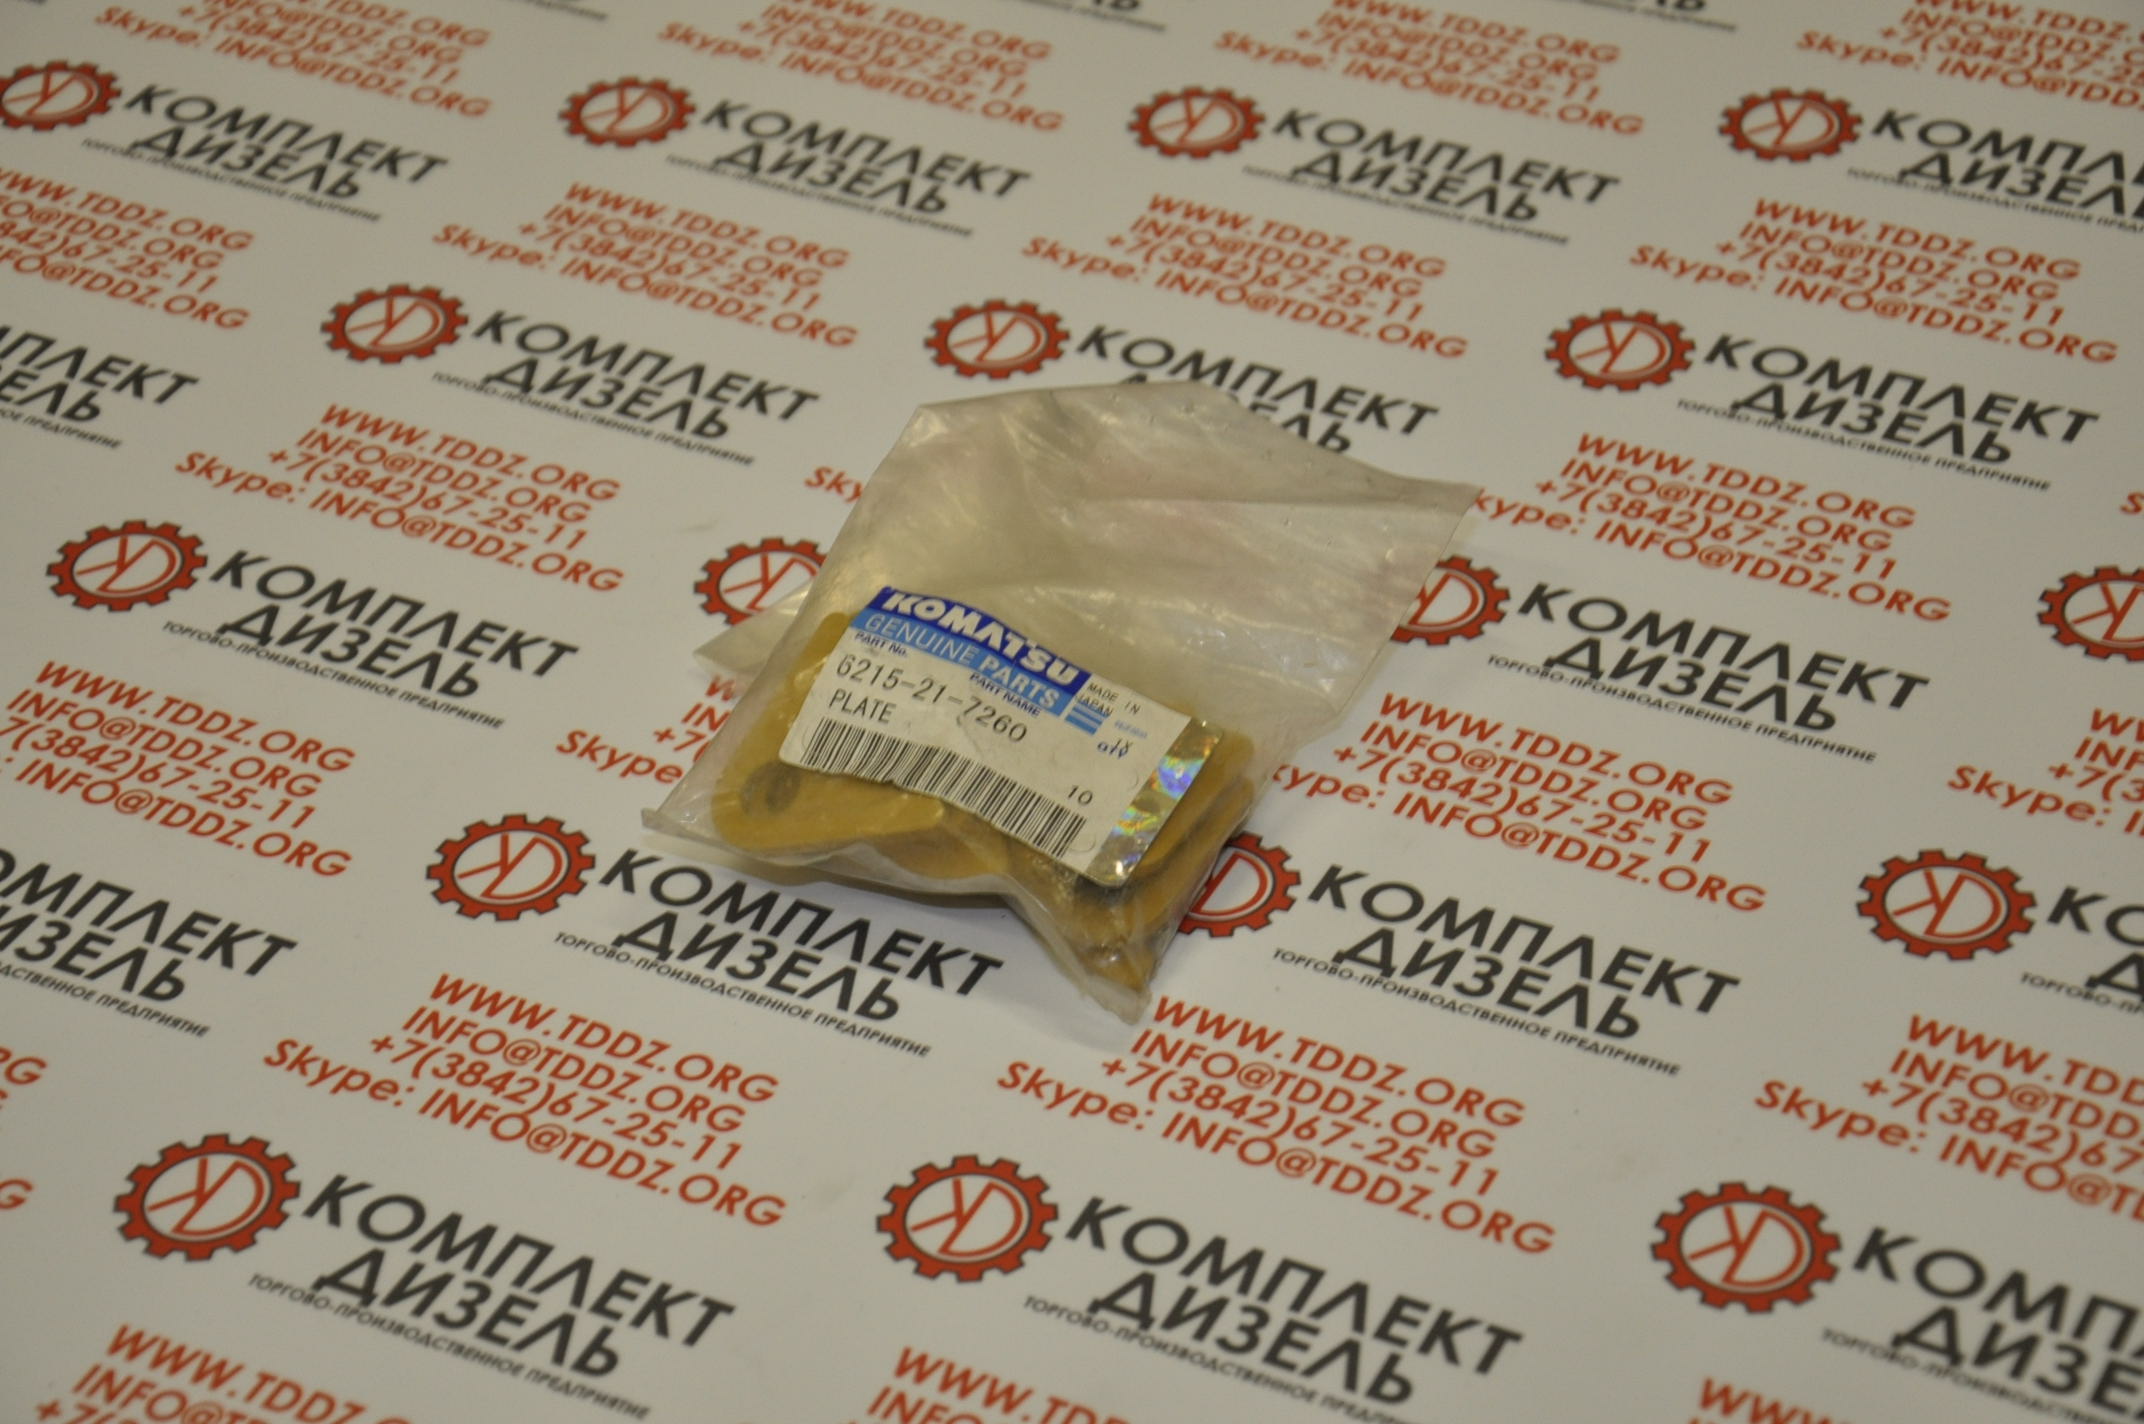 KOMATSU
GENUINE PARTS
MADE IN
JAPAN
PART No.
PART NAME
6215-21-7260
PLATE
QTY
10
КОМПЛЕКТ
ДИЗЕЛЬ
ТОРГОВО-ПРОИЗВОДСТВЕННОЕ ПРЕДПРИЯТИЕ
WWW.TDDZ.ORG
INFO@TDDZ.ORG
+7(3842)67-25-11
Skype: INFO@TDDZ.ORG